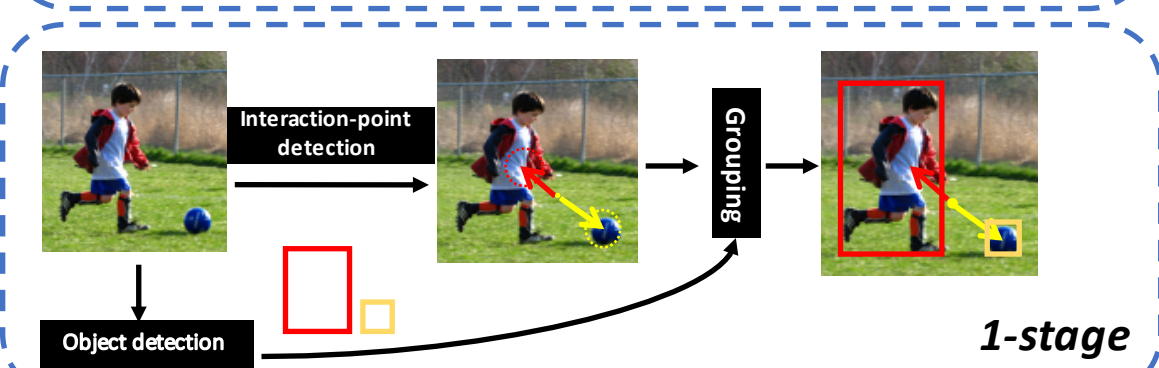 Interaction-point
detection
Grouping
Object detection
1-stage